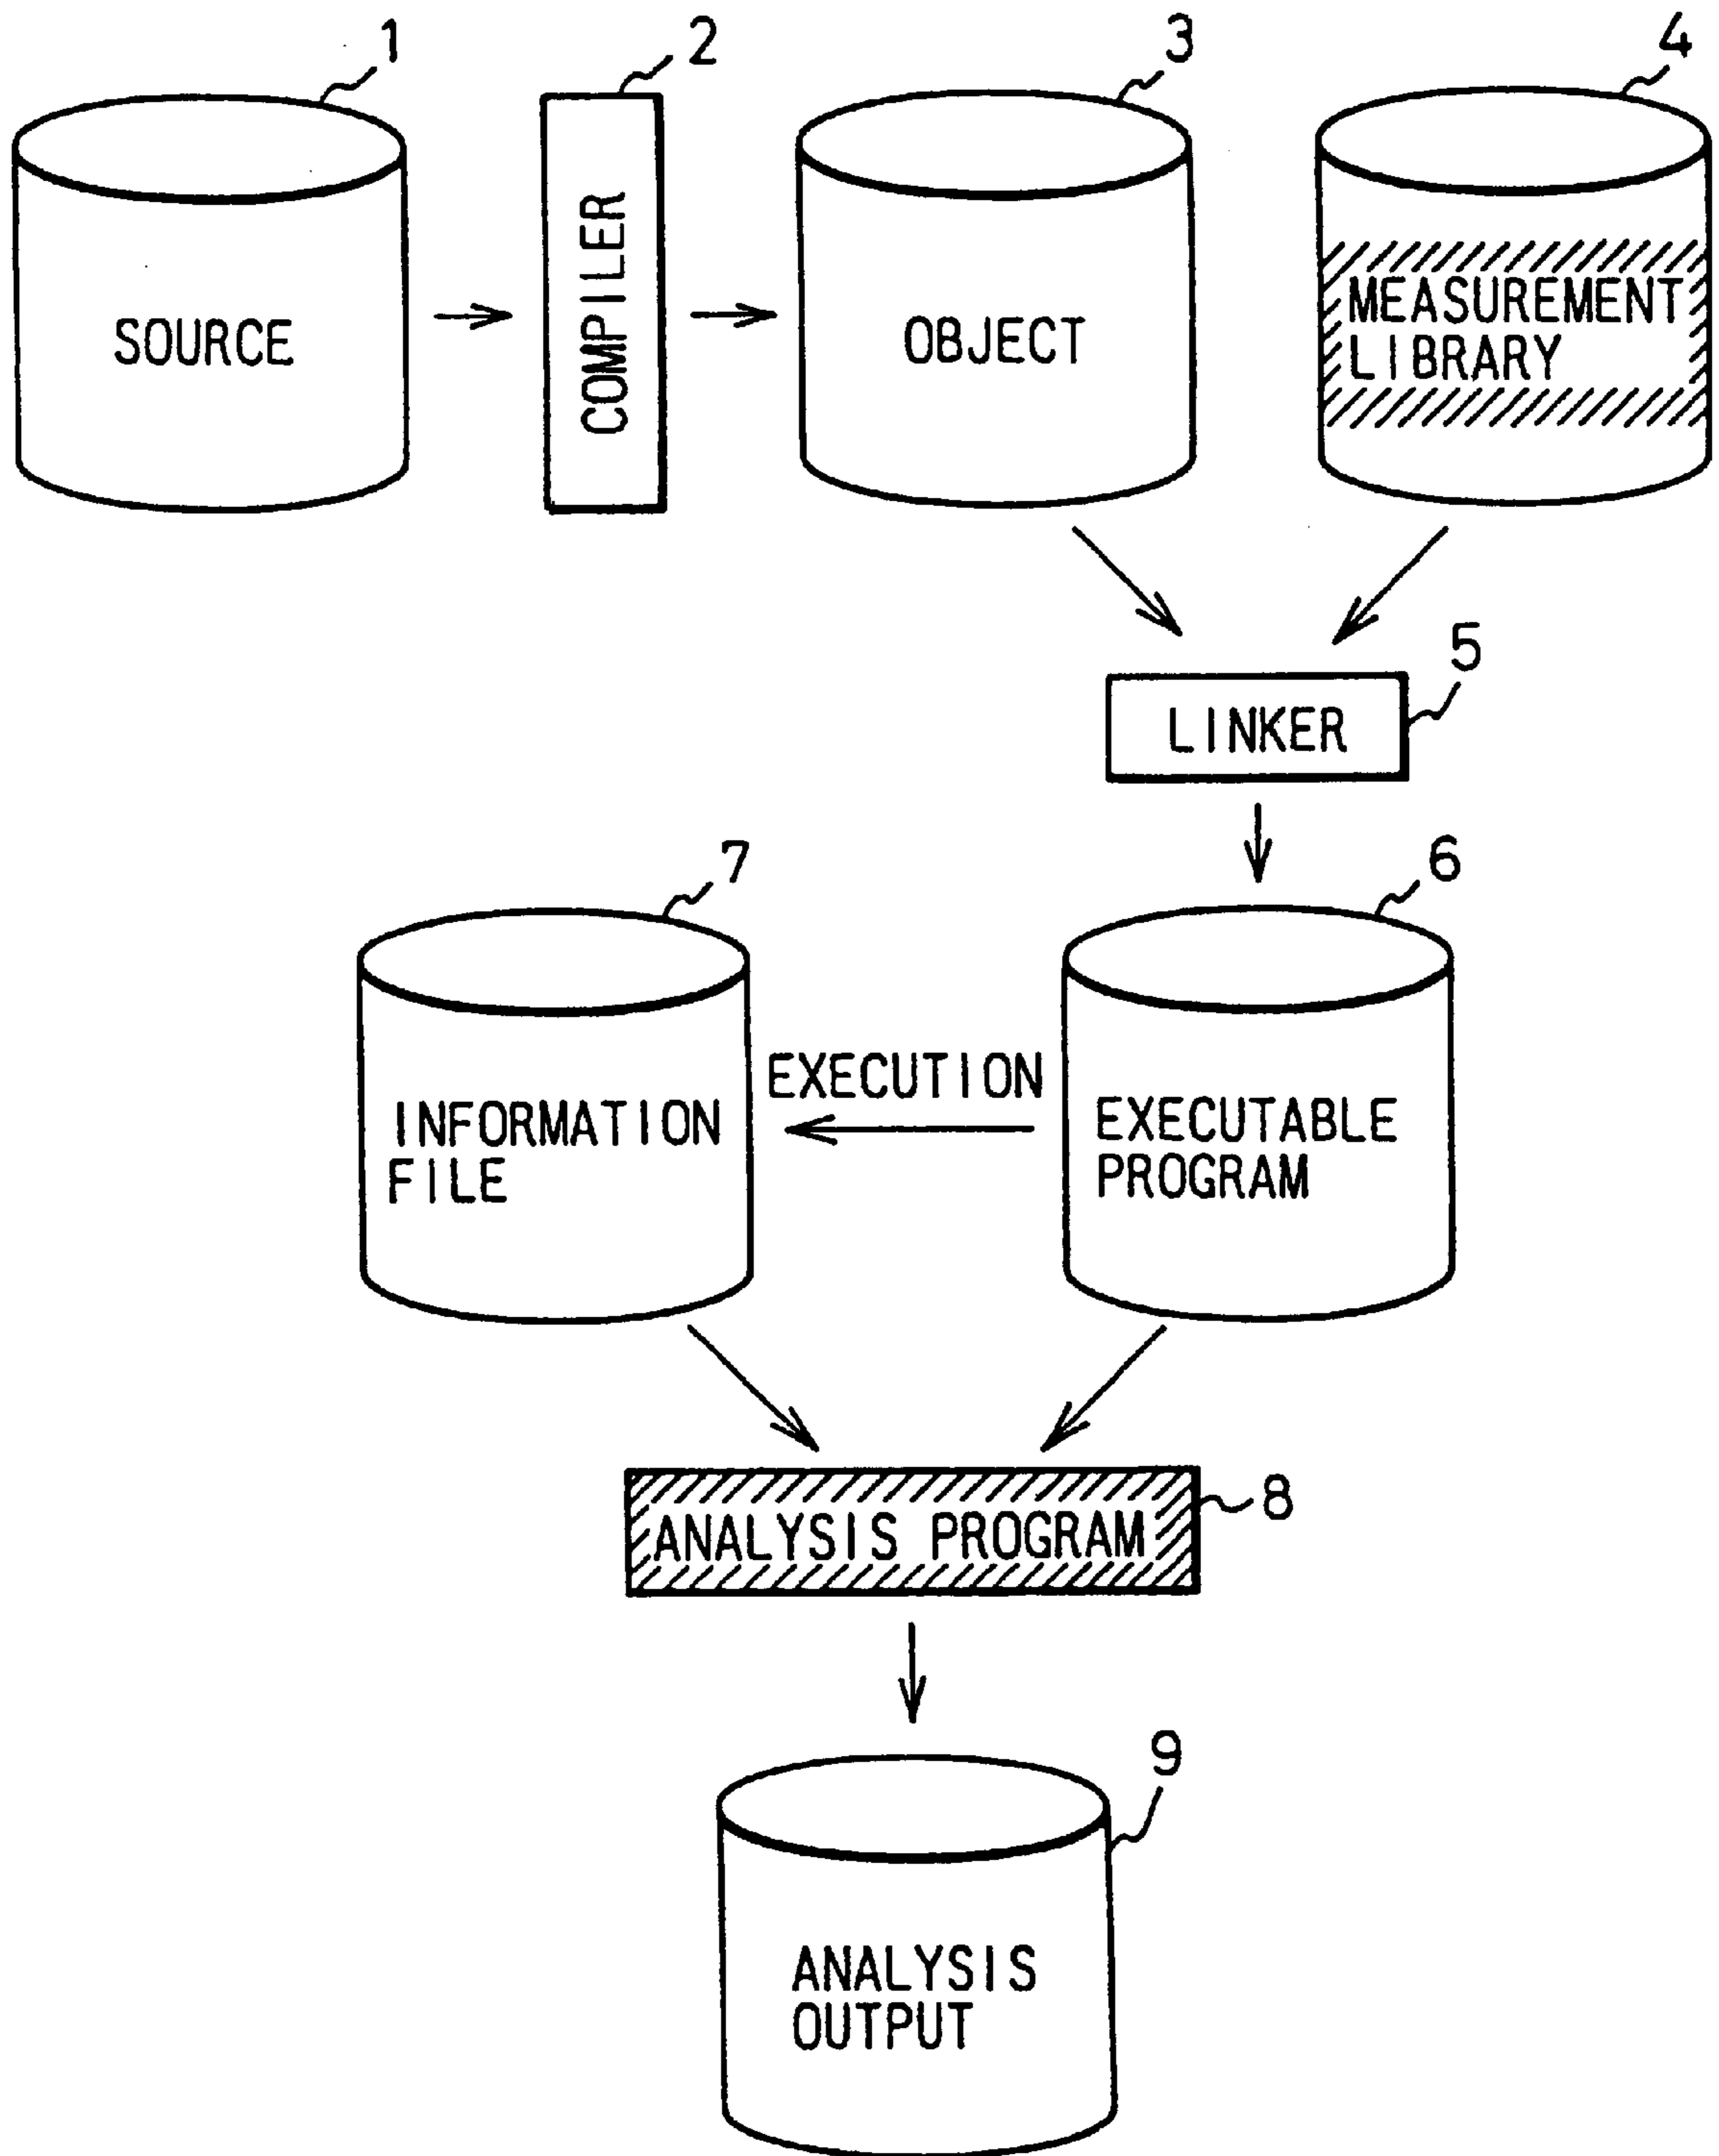 1
2
3
4
SOURCE
COMPILER
OBJECT
MEASUREMENT
LIBRARY
5
LINKER
7
6
INFORMATION
FILE
EXECUTION
EXECUTABLE
PROGRAM
8
ANALYSIS PROGRAM
9
ANALYSIS
OUTPUT